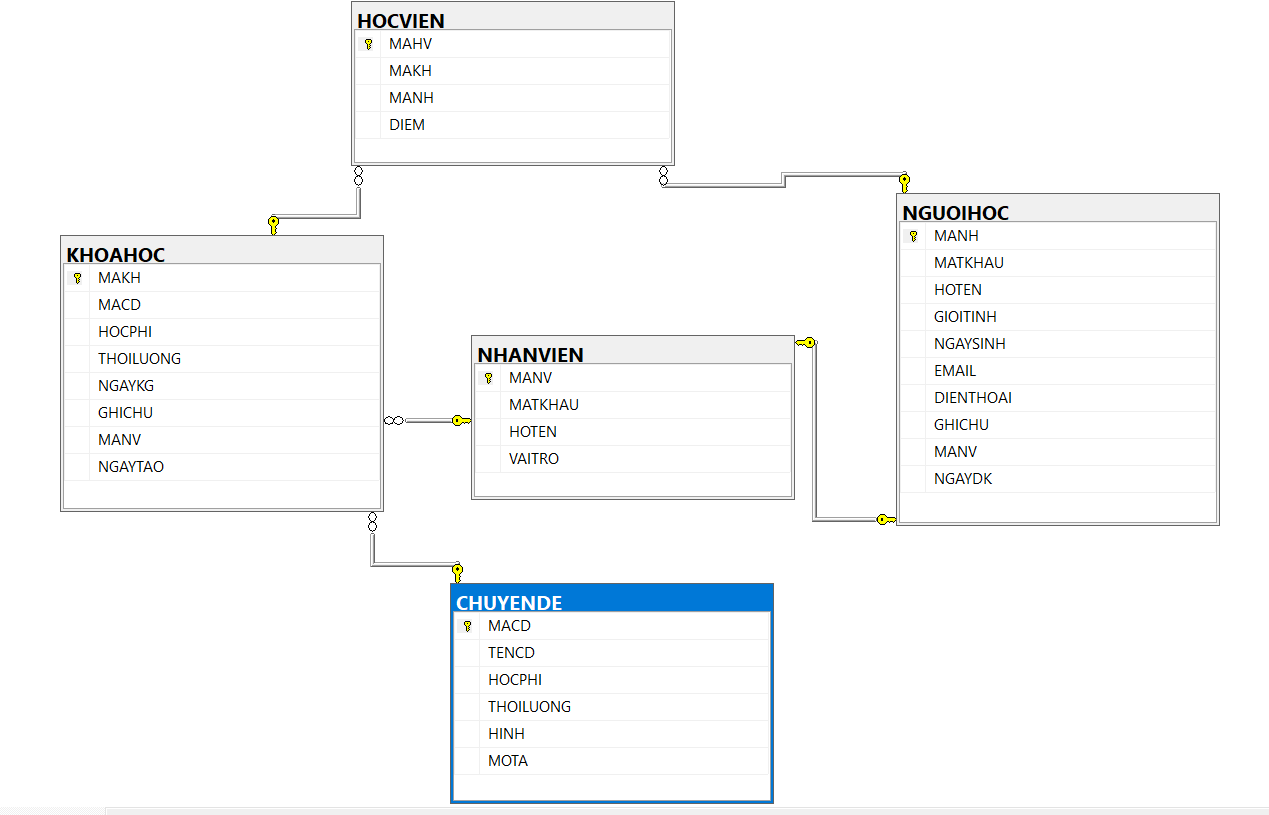 HOCVIEN
MAHV
MAKH
MANH
DIEM
KHOAHOC
MAKH
MACD
HOCPHI
THOILUONG
NGAYKG
GHICHU
MANV
NGAYTAO
NHANVIEN
MANV
MATKHAU
HOTEN
VAITRO
NGUOIHOC
MANH
MATKHAU
HOTEN
GIOITINH
NGAYSINH
EMAIL
DIENTHOAI
GHICHU
MANV
NGAYDK
CHUYENDE
MACD
TENCD
HOCPHI
THOILUONG
HINH
MOTA